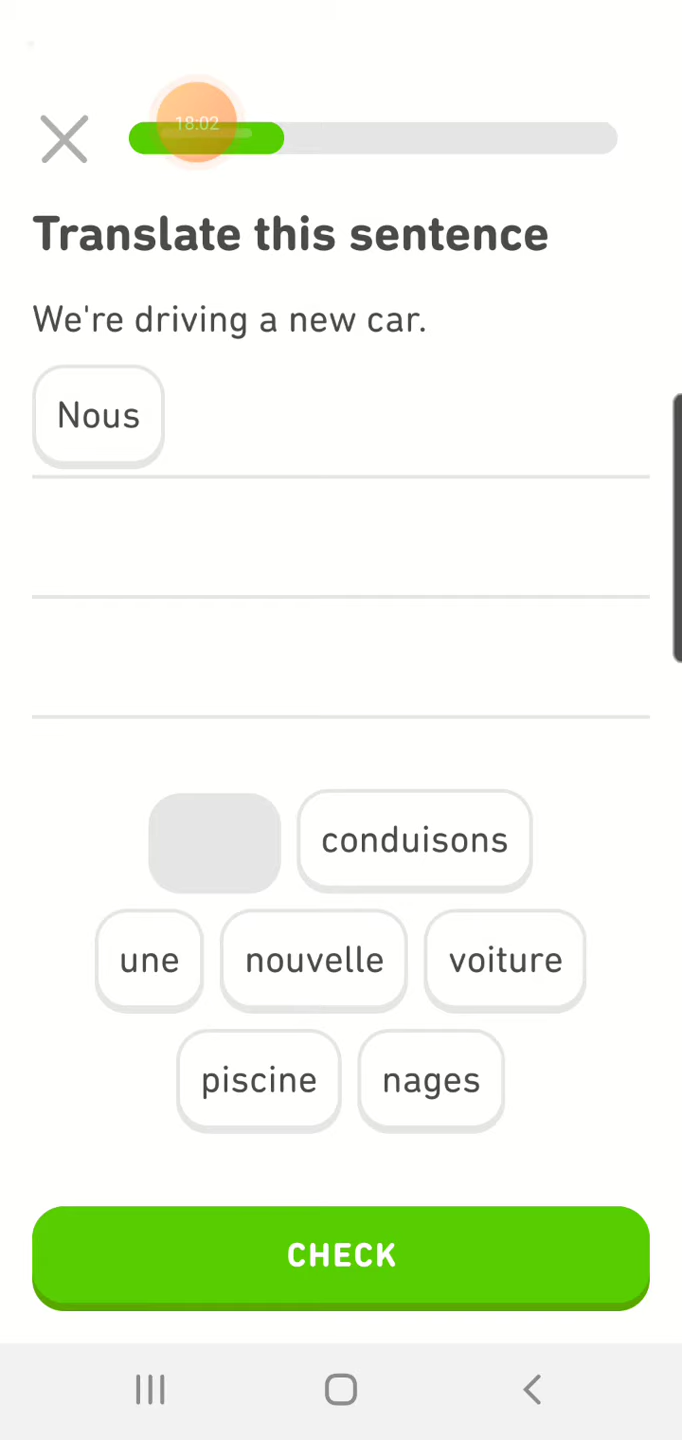 18:02
Translate this sentence
We're driving a new car.
Nous
conduisons
une nouvelle voiture
piscine nages
CHECK